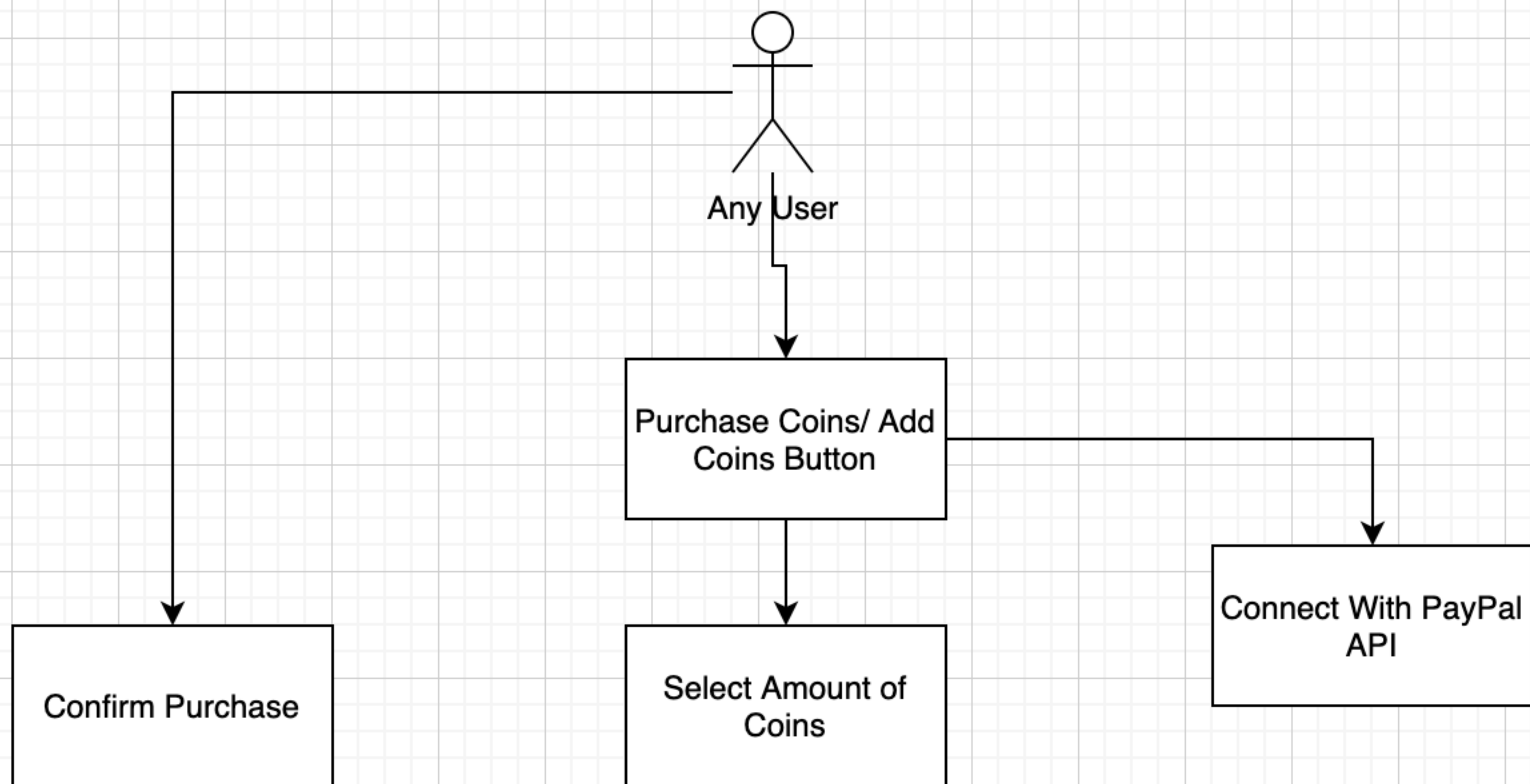 Any User
Purchase Coins/ Add
Coins Button
Connect With PayPal
API
Confirm Purchase
Select Amount of
Coins